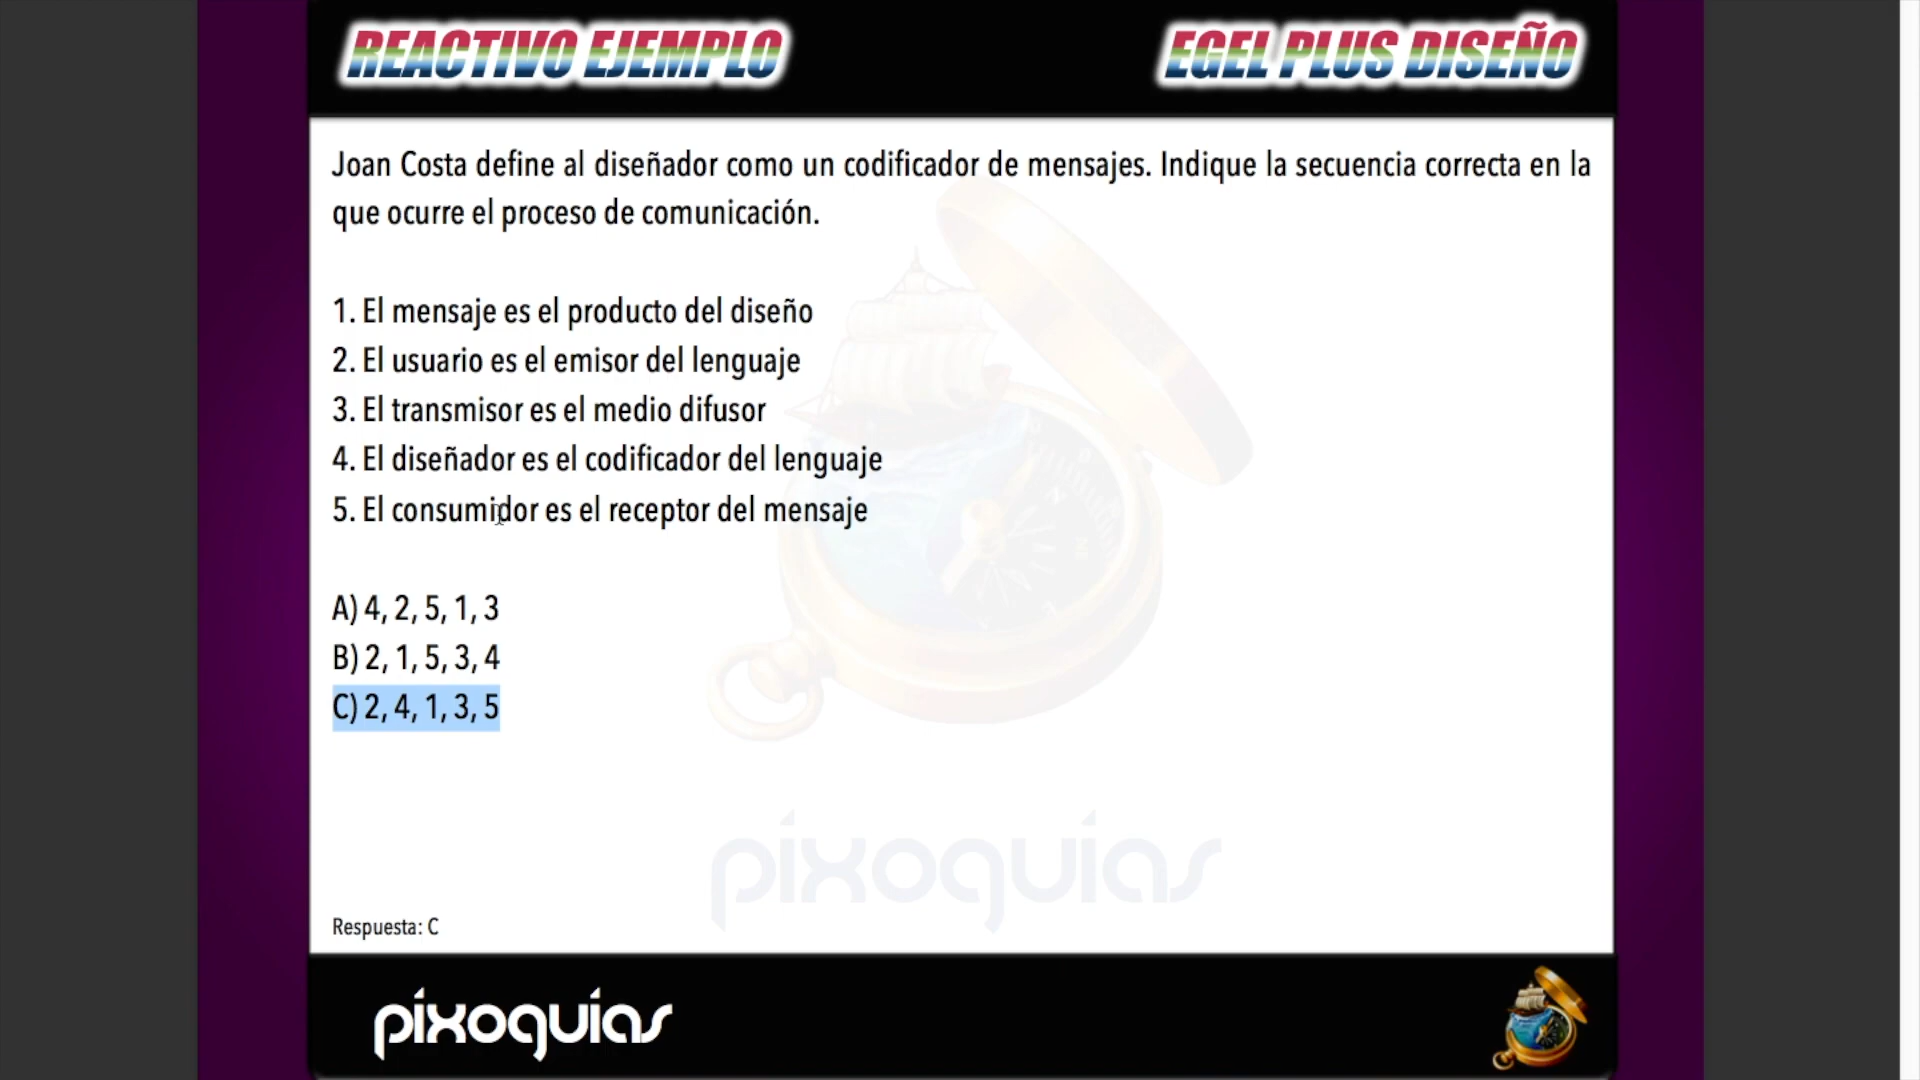 REACTIVO EJEMPLO
EGEL PLUS DISEÑO
Joan Costa define al diseñador como un codificador de mensajes. Indique la secuencia correcta en la
que ocurre el proceso de comunicación.
1. El mensaje es el producto del diseño
2. El usuario es el emisor del lenguaje
3. El transmisor es el medio difusor
4. El diseñador es el codificador del lenguaje
5. El consumidor es el receptor del mensaje
A) 4, 2, 5, 1, 3
B) 2, 1, 5, 3, 4
C) 2, 4, 1, 3, 5
pixoguías
Respuesta: C
pixoguías